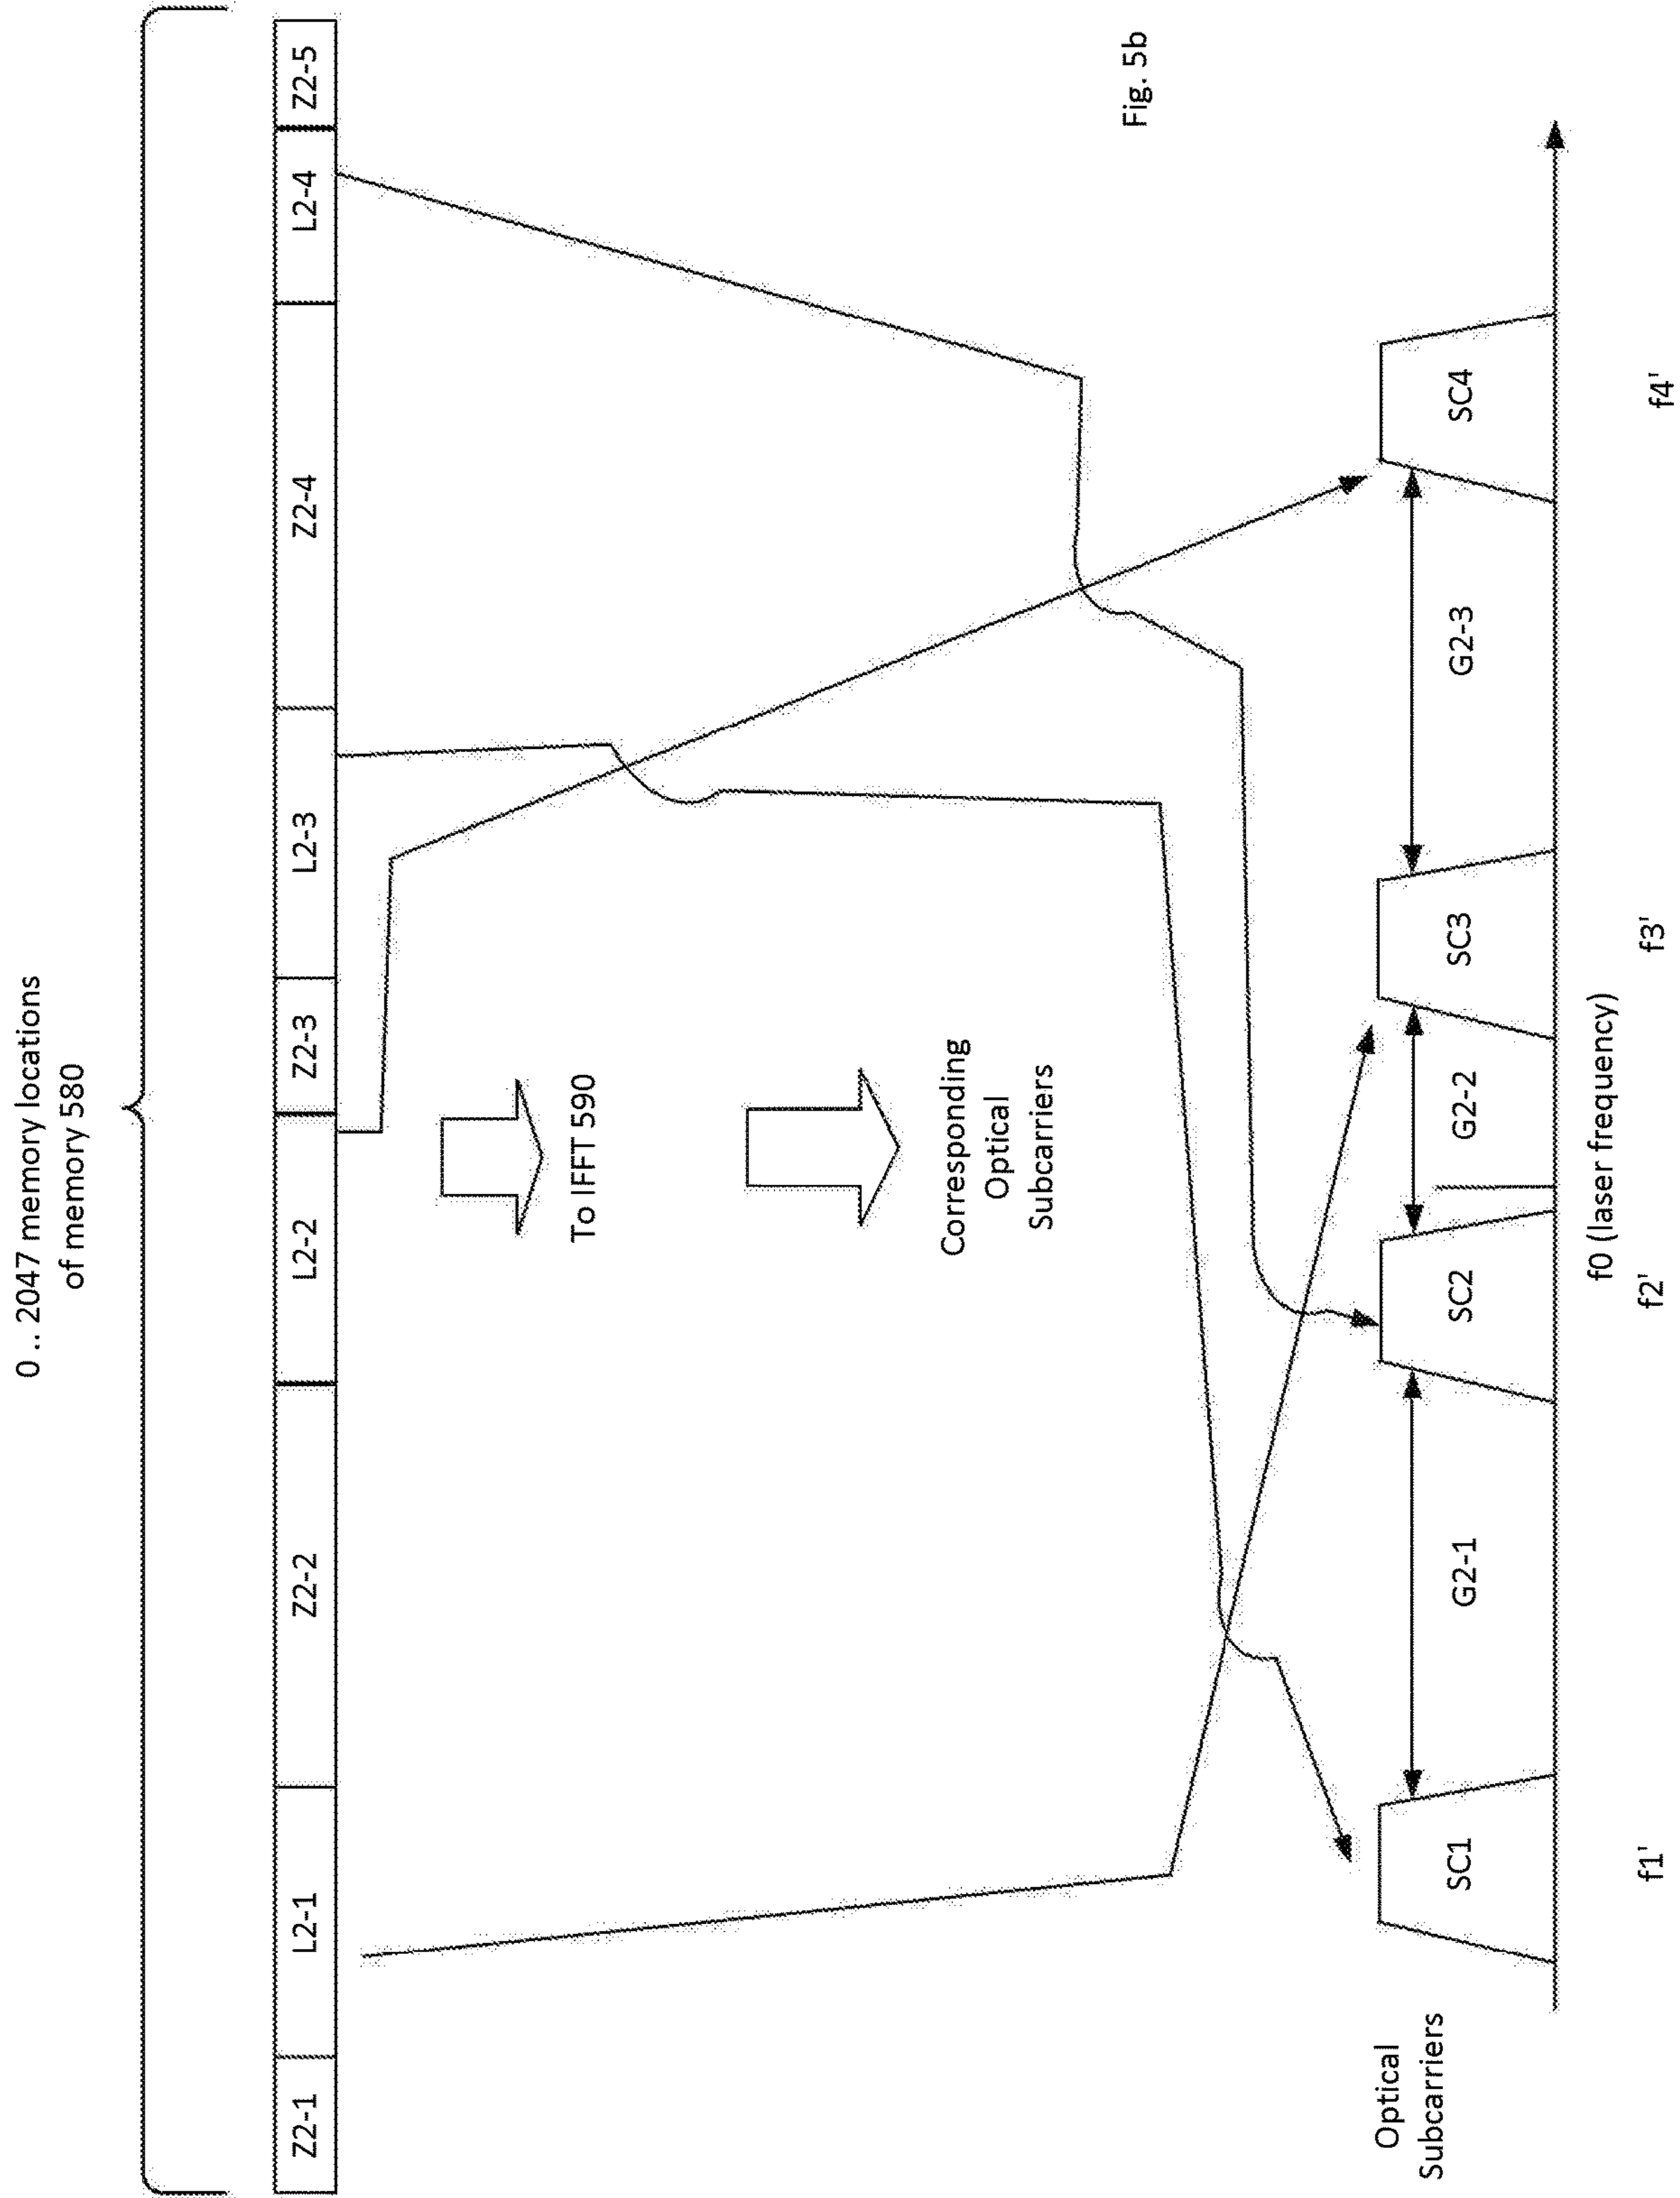 0 .. 2047 memory locations
of memory 580
Z2-1
L2-1
Z2-2
L2-2
Z2-3
L2-3
Z2-4
L2-4
Z2-5
To IFFT 590
Corresponding
Optical
Subcarriers
Fig. 5b
Optical
Subcarriers
SC1
G2-1
SC2
G2-2
SC3
G2-3
SC4
f0 (laser frequency)
f1'
f2'
f3'
f4'